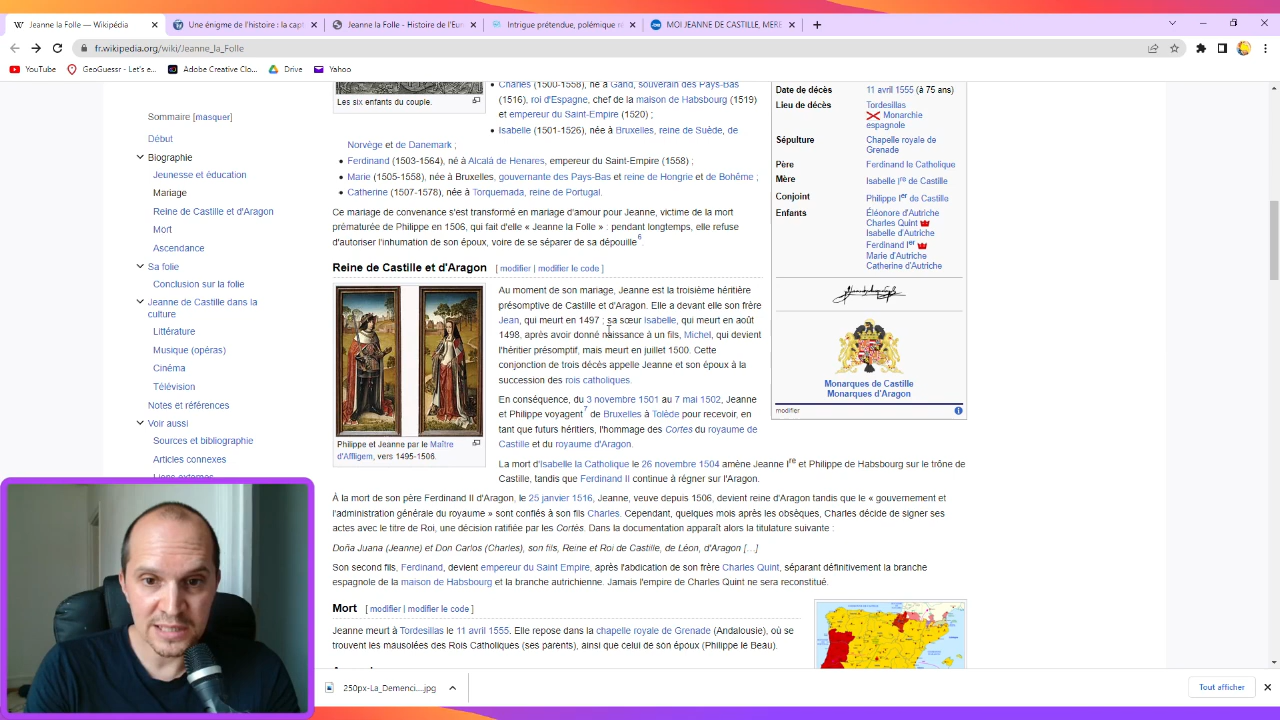 Jeanne la Folle — Wikipédia
Une énigme de l'histoire : la capt
Jeanne la Folle - Histoire de l'Eur
Intrigue prétendue, polémique
MOI JEANNE DE CASTILLE, MERE
fr.wikipedia.org/wiki/Jeanne_la_Folle
YouTube
GeoGuessr - Let's e...
Adobe Creative Clo...
Drive
Yahoo
Sommaire [masquer]
Début
Biographie
Jeunesse et éducation
Mariage
Reine de Castille et d'Aragon
Mort
Ascendance
Sa folie
Conclusion sur la folie
Jeanne de Castille dans la
culture
Littérature
Musique (opéras)
Cinéma
Télévision
Notes et références
Voir aussi
Sources et bibliographie
Articles connexes
Liens externes
Les six enfants du couple.
• Charles (1500-1558), né à Gand, souverain des Pays-Bas
(1516), roi d'Espagne, chef de la maison de Habsbourg (1519)
et empereur du Saint-Empire (1520) ;
• Isabelle (1501-1526), née à Bruxelles, reine de Suède, de
Norvège et de Danemark ;
• Ferdinand (1503-1564), né à Alcalá de Henares, empereur du Saint-Empire (1558) ;
• Marie (1505-1558), née à Bruxelles, gouvernante des Pays-Bas et reine de Hongrie et de Bohême ;
• Catherine (1507-1578), née à Torquemada, reine de Portugal.
Ce mariage de convenance s'est transformé en mariage d'amour pour Jeanne, victime de la mort
prématurée de Philippe en 1506, qui fait d'elle « Jeanne la Folle » : pendant longtemps, elle refuse
d'autoriser l'inhumation de son époux, voire de se séparer de sa dépouille6
Reine de Castille et d'Aragon [ modifier | modifier le code ]
Philippe et Jeanne par le Maître
d'Affligem, vers 1495-1506.
Au moment de son mariage, Jeanne est la troisième héritière
présomptive de Castille et d'Aragon. Elle a devant elle son frère
Jean, qui meurt en 1497 ; sa sœur Isabelle, qui meurt en août
1498, après avoir donné naissance à un fils, Michel, qui devient
l'héritier présomptif, mais meurt en juillet 1500. Cette
conjonction de trois décès appelle Jeanne et son époux à la
succession des rois catholiques.
En conséquence, du 3 novembre 1501 au 7 mai 1502, Jeanne
et Philippe voyagent7 de Bruxelles à Tolède pour recevoir, en
tant que futurs héritiers, l'hommage des Cortes du royaume de
Castille et du royaume d'Aragon.
La mort d'Isabelle la Catholique le 26 novembre 1504 amène Jeanne Ire et Philippe de Habsbourg sur le trône de
Castille, tandis que Ferdinand II continue à régner sur l'Aragon.
À la mort de son père Ferdinand II d'Aragon, le 25 janvier 1516, Jeanne, veuve depuis 1506, devient reine d'Aragon tandis que le « gouvernement et
l'administration générale du royaume » sont confiés à son fils Charles. Cependant, quelques mois après les obsèques, Charles décide de signer ses
actes avec le titre de Roi, une décision ratifiée par les Cortès. Dans la documentation apparaît alors la titulature suivante :
Doña Juana (Jeanne) et Don Carlos (Charles), son fils, Reine et Roi de Castille, de Léon, d'Aragon […]
Son second fils, Ferdinand, devient empereur du Saint Empire, après l'abdication de son frère Charles Quint, séparant définitivement la branche
espagnole de la maison de Habsbourg et la branche autrichienne. Jamais l'empire de Charles Quint ne sera reconstitué.
Mort [ modifier | modifier le code ]
Jeanne meurt à Tordesillas le 11 avril 1555. Elle repose dans la chapelle royale de Grenade (Andalousie), où se
trouvent les mausolées des Rois Catholiques (ses parents), ainsi que celui de son époux (Philippe le Beau).
Date de décès 11 avril 1555 (à 75 ans)
Lieu de décès Tordesillas
Monarchie
espagnole
Sépulture Chapelle royale de
Grenade
Père Ferdinand le Catholique
Mère Isabelle Ire de Castille
Conjoint Philippe Ier de Castille
Enfants Éléonore d'Autriche
Charles Quint
Isabelle d'Autriche
Ferdinand Ier
Marie d'Autriche
Catherine d'Autriche
Monarques de Castille
Monarques d'Aragon
modifier
250px-La_Demenci....jpg
Tout afficher